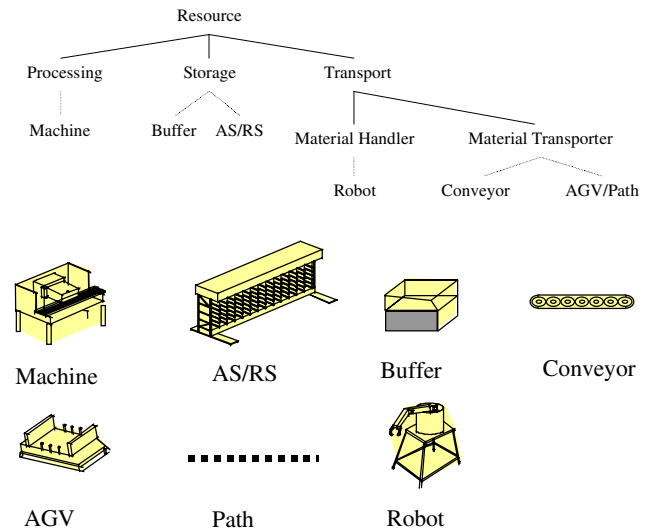 Resource
Processing Storage Transport
Machine Buffer AS/RS
Material Handler Material Transporter
Robot Conveyor AGV/Path
Machine AS/RS Buffer Conveyor
AGV Path Robot